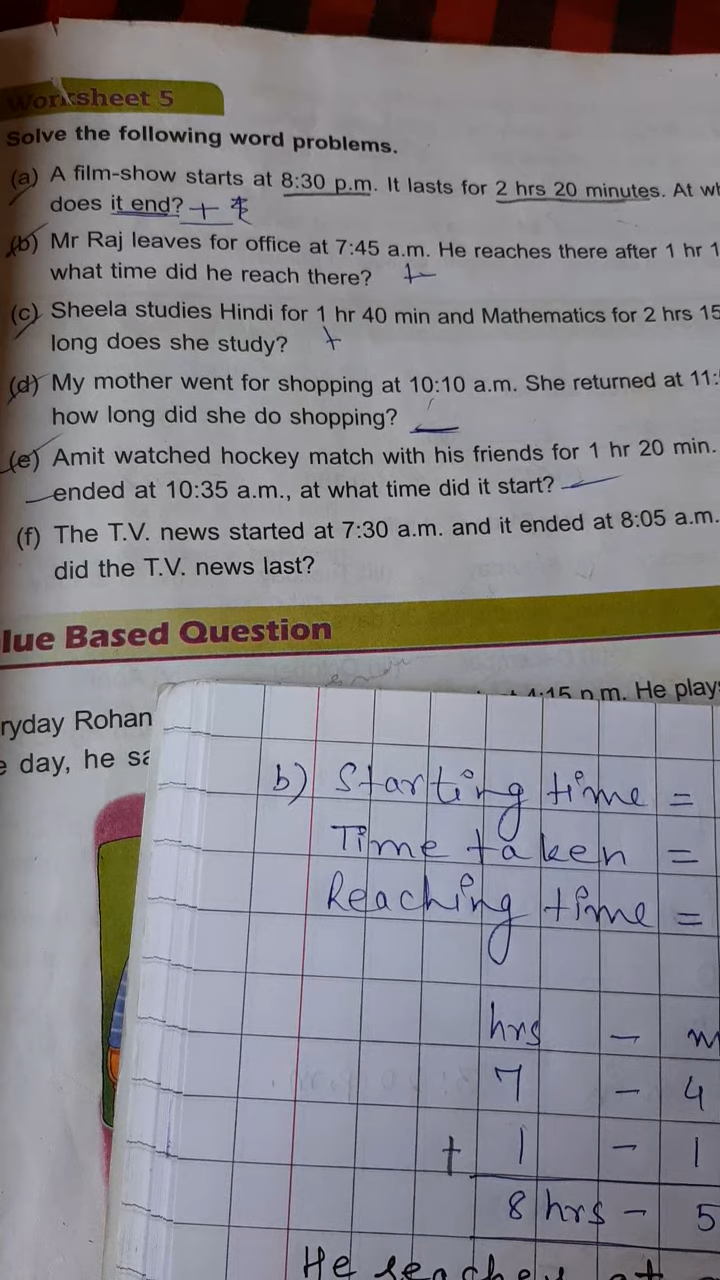 Worksheet 5
Solve the following word problems.
(a) A film-show starts at 8:30 p.m. It lasts for 2 hrs 20 minutes. At wh
does it end? +
(b) Mr Raj leaves for office at 7:45 a.m. He reaches there after 1 hr 1
what time did he reach there? +
(c) Sheela studies Hindi for 1 hr 40 min and Mathematics for 2 hrs 15
long does she study? +
(d) My mother went for shopping at 10:10 a.m. She returned at 11:
how long did she do shopping? —
(e) Amit watched hockey match with his friends for 1 hr 20 min.
ended at 10:35 a.m., at what time did it start? —
(f) The T.V. news started at 7:30 a.m. and it ended at 8:05 a.m.
did the T.V. news last?
lue Based Question
4:15 p.m. He play
ryday Rohan
e day, he sa
b) Starting time =
Time taken =
Reaching time =
hrs — m
7 — 4
+ 1 — 1
8 hrs — 5
He reaches at